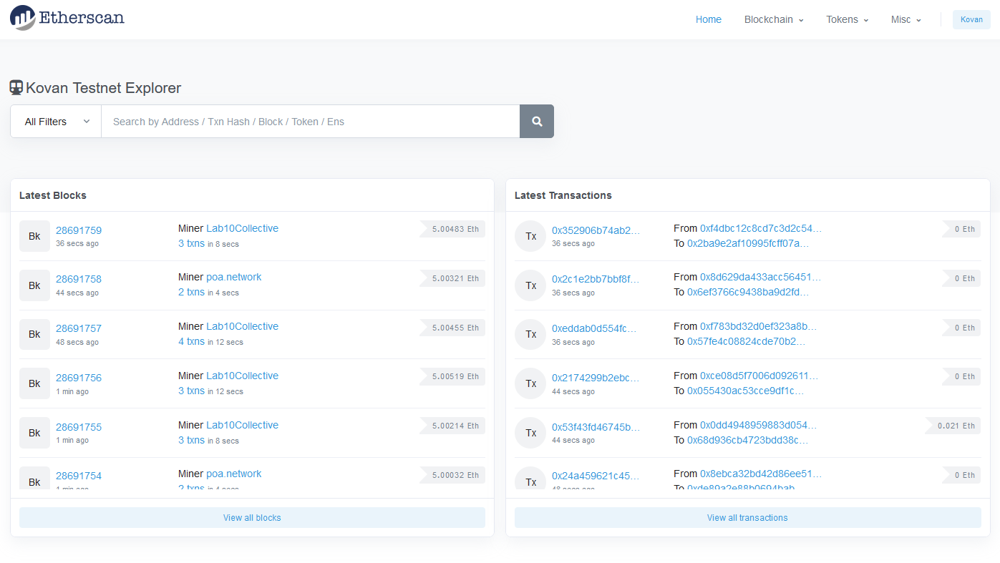 Etherscan
Home Blockchain Tokens Misc Kovan
Kovan Testnet Explorer
All Filters Search by Address / Txn Hash / Block / Token / Ens
Latest Blocks
Bk 28691759 Miner Lab10Collective 5.00483 Eth
36 secs ago 3 txns in 8 secs
Bk 28691758 Miner poa.network 5.00321 Eth
44 secs ago 2 txns in 4 secs
Bk 28691757 Miner Lab10Collective 5.00455 Eth
48 secs ago 4 txns in 12 secs
Bk 28691756 Miner Lab10Collective 5.00519 Eth
1 min ago 3 txns in 12 secs
Bk 28691755 Miner Lab10Collective 5.00214 Eth
1 min ago 3 txns in 8 secs
Bk 28691754 Miner poa.network 5.00032 Eth
1 min ago 2 txns in 4 secs
View all blocks
Latest Transactions
Tx 0x352906b74ab2... From 0xf4dbc12c8cd7c3d2c54... 0 Eth
36 secs ago To 0x2ba9e2af10995fcff07a...
Tx 0x2c1e2bb7bbf8f... From 0x8d629da433acc56451... 0 Eth
36 secs ago To 0x6ef3766c9438ba9d2fd...
Tx 0xeddab0d554fc... From 0xf783bd32d0ef323a8b... 0 Eth
36 secs ago To 0x57fe4c08824cde70b2...
Tx 0x2174299b2ebc... From 0xce08d5f7006d092611... 0 Eth
44 secs ago To 0x055430ac53cce9df1c...
Tx 0x53f43fd46745b... From 0x0dd4948959883d054... 0.021 Eth
44 secs ago To 0x68d936cb4723bdd38c...
Tx 0x24a459621c45... From 0x8ebca32bd42d86ee51... 0 Eth
48 secs ago To 0xde89a2e88b0694bab...
View all transactions